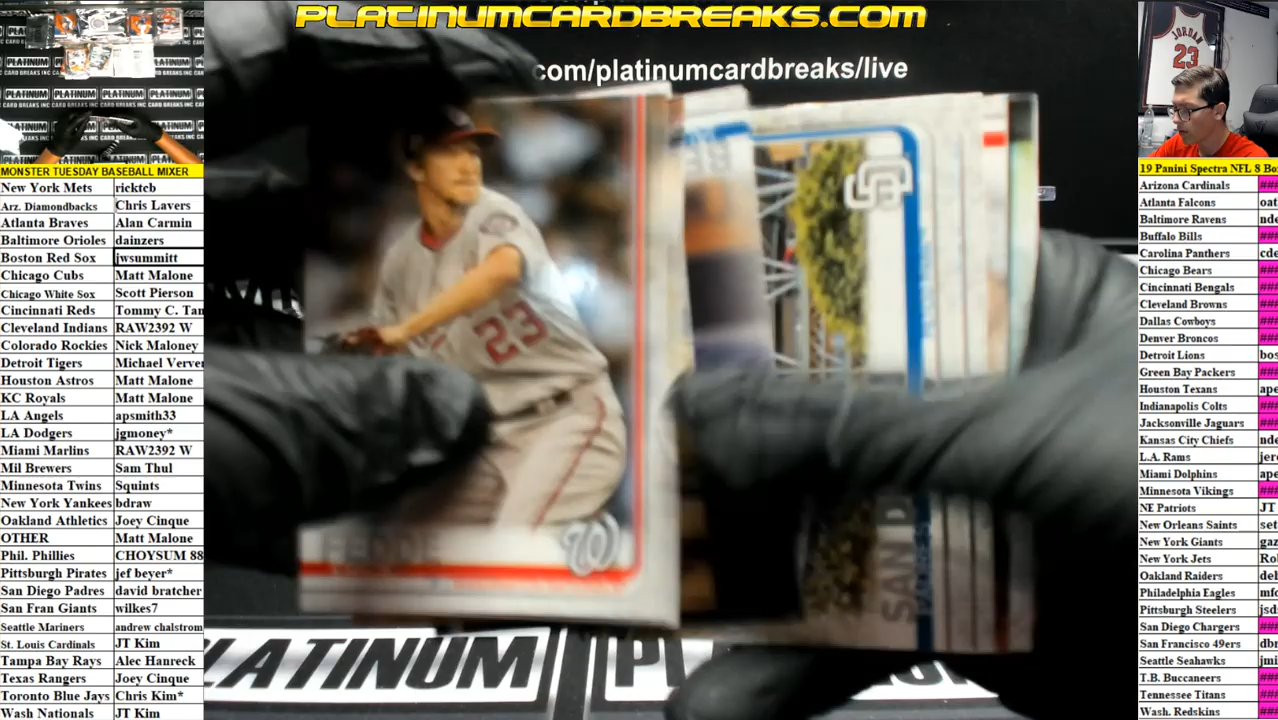 PLATINUMCARDBREAKS.COM
com/platinumcardbreaks/live
JORDAN
23
MONSTER TUESDAY BASEBALL MIXER
New York Mets ricktcb
Arz. Diamondbacks Chris Lavers
Atlanta Braves Alan Carmin
Baltimore Orioles dainzers
Boston Red Sox jwsummitt
Chicago Cubs Matt Malone
Chicago White Sox Scott Pierson
Cincinnati Reds Tommy C. Tan
Cleveland Indians RAW2392 W
Colorado Rockies Nick Maloney
Detroit Tigers Michael Verver
Houston Astros Matt Malone
KC Royals Matt Malone
LA Angels apsmith33
LA Dodgers jgmoney*
Miami Marlins RAW2392 W
Mil Brewers Sam Thul
Minnesota Twins Squints
New York Yankees bdraw
Oakland Athletics Joey Cinque
OTHER Matt Malone
Phil. Phillies CHOYSUM 88
Pittsburgh Pirates jef beyer*
San Diego Padres david bratcher
San Fran Giants wilkes7
Seattle Mariners andrew chalstrom
St. Louis Cardinals JT Kim
Tampa Bay Rays Alec Hanreck
Texas Rangers Joey Cinque
Toronto Blue Jays Chris Kim*
Wash Nationals JT Kim
23
W
SD
SAN D
PLATINUM
19 Panini Spectra NFL 8 Bo
Arizona Cardinals ###
Atlanta Falcons oat
Baltimore Ravens nde
Buffalo Bills ###
Carolina Panthers cde
Chicago Bears ###
Cincinnati Bengals ###
Cleveland Browns ###
Dallas Cowboys ###
Denver Broncos ###
Detroit Lions bos
Green Bay Packers ###
Houston Texans ape
Indianapolis Colts ###
Jacksonville Jaguars ###
Kansas City Chiefs nde
L.A. Rams jere
Miami Dolphins ape
Minnesota Vikings ###
NE Patriots JT
New Orleans Saints set
New York Giants gaz
New York Jets Rol
Oakland Raiders deb
Philadelphia Eagles mfc
Pittsburgh Steelers jsd
San Diego Chargers ###
San Francisco 49ers dbr
Seattle Seahawks jmi
T.B. Buccaneers ###
Tennessee Titans ###
Wash. Redskins ###